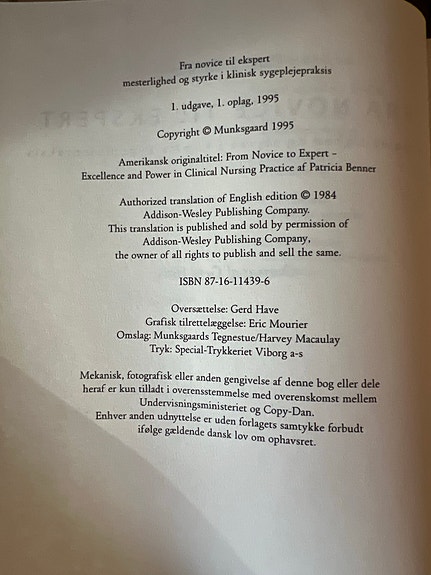 Fra novice til ekspert
mesterlighed og styrke i klinisk sygeplejepraksis
1. udgave, 1. oplag, 1995
Copyright © Munksgaard 1995
Amerikansk originaltitel: From Novice to Expert –
Excellence and Power in Clinical Nursing Practice af Patricia Benner
Authorized translation of English edition © 1984
Addison-Wesley Publishing Company.
This translation is published and sold by permission of
Addison-Wesley Publishing Company,
the owner of all rights to publish and sell the same.
ISBN 87-16-11439-6
Oversættelse: Gerd Have
Grafisk tilrettelæggelse: Eric Mourier
Omslag: Munksgaards Tegnestue/Harvey Macaulay
Tryk: Special-Trykkeriet Viborg a-s
Mekanisk, fotografisk eller anden gengivelse af denne bog eller dele
heraf er kun tilladt i overensstemmelse med overenskomst mellem
Undervisningsministeriet og Copy-Dan.
Enhver anden udnyttelse er uden forlagets samtykke forbudt
ifølge gældende dansk lov om ophavsret.